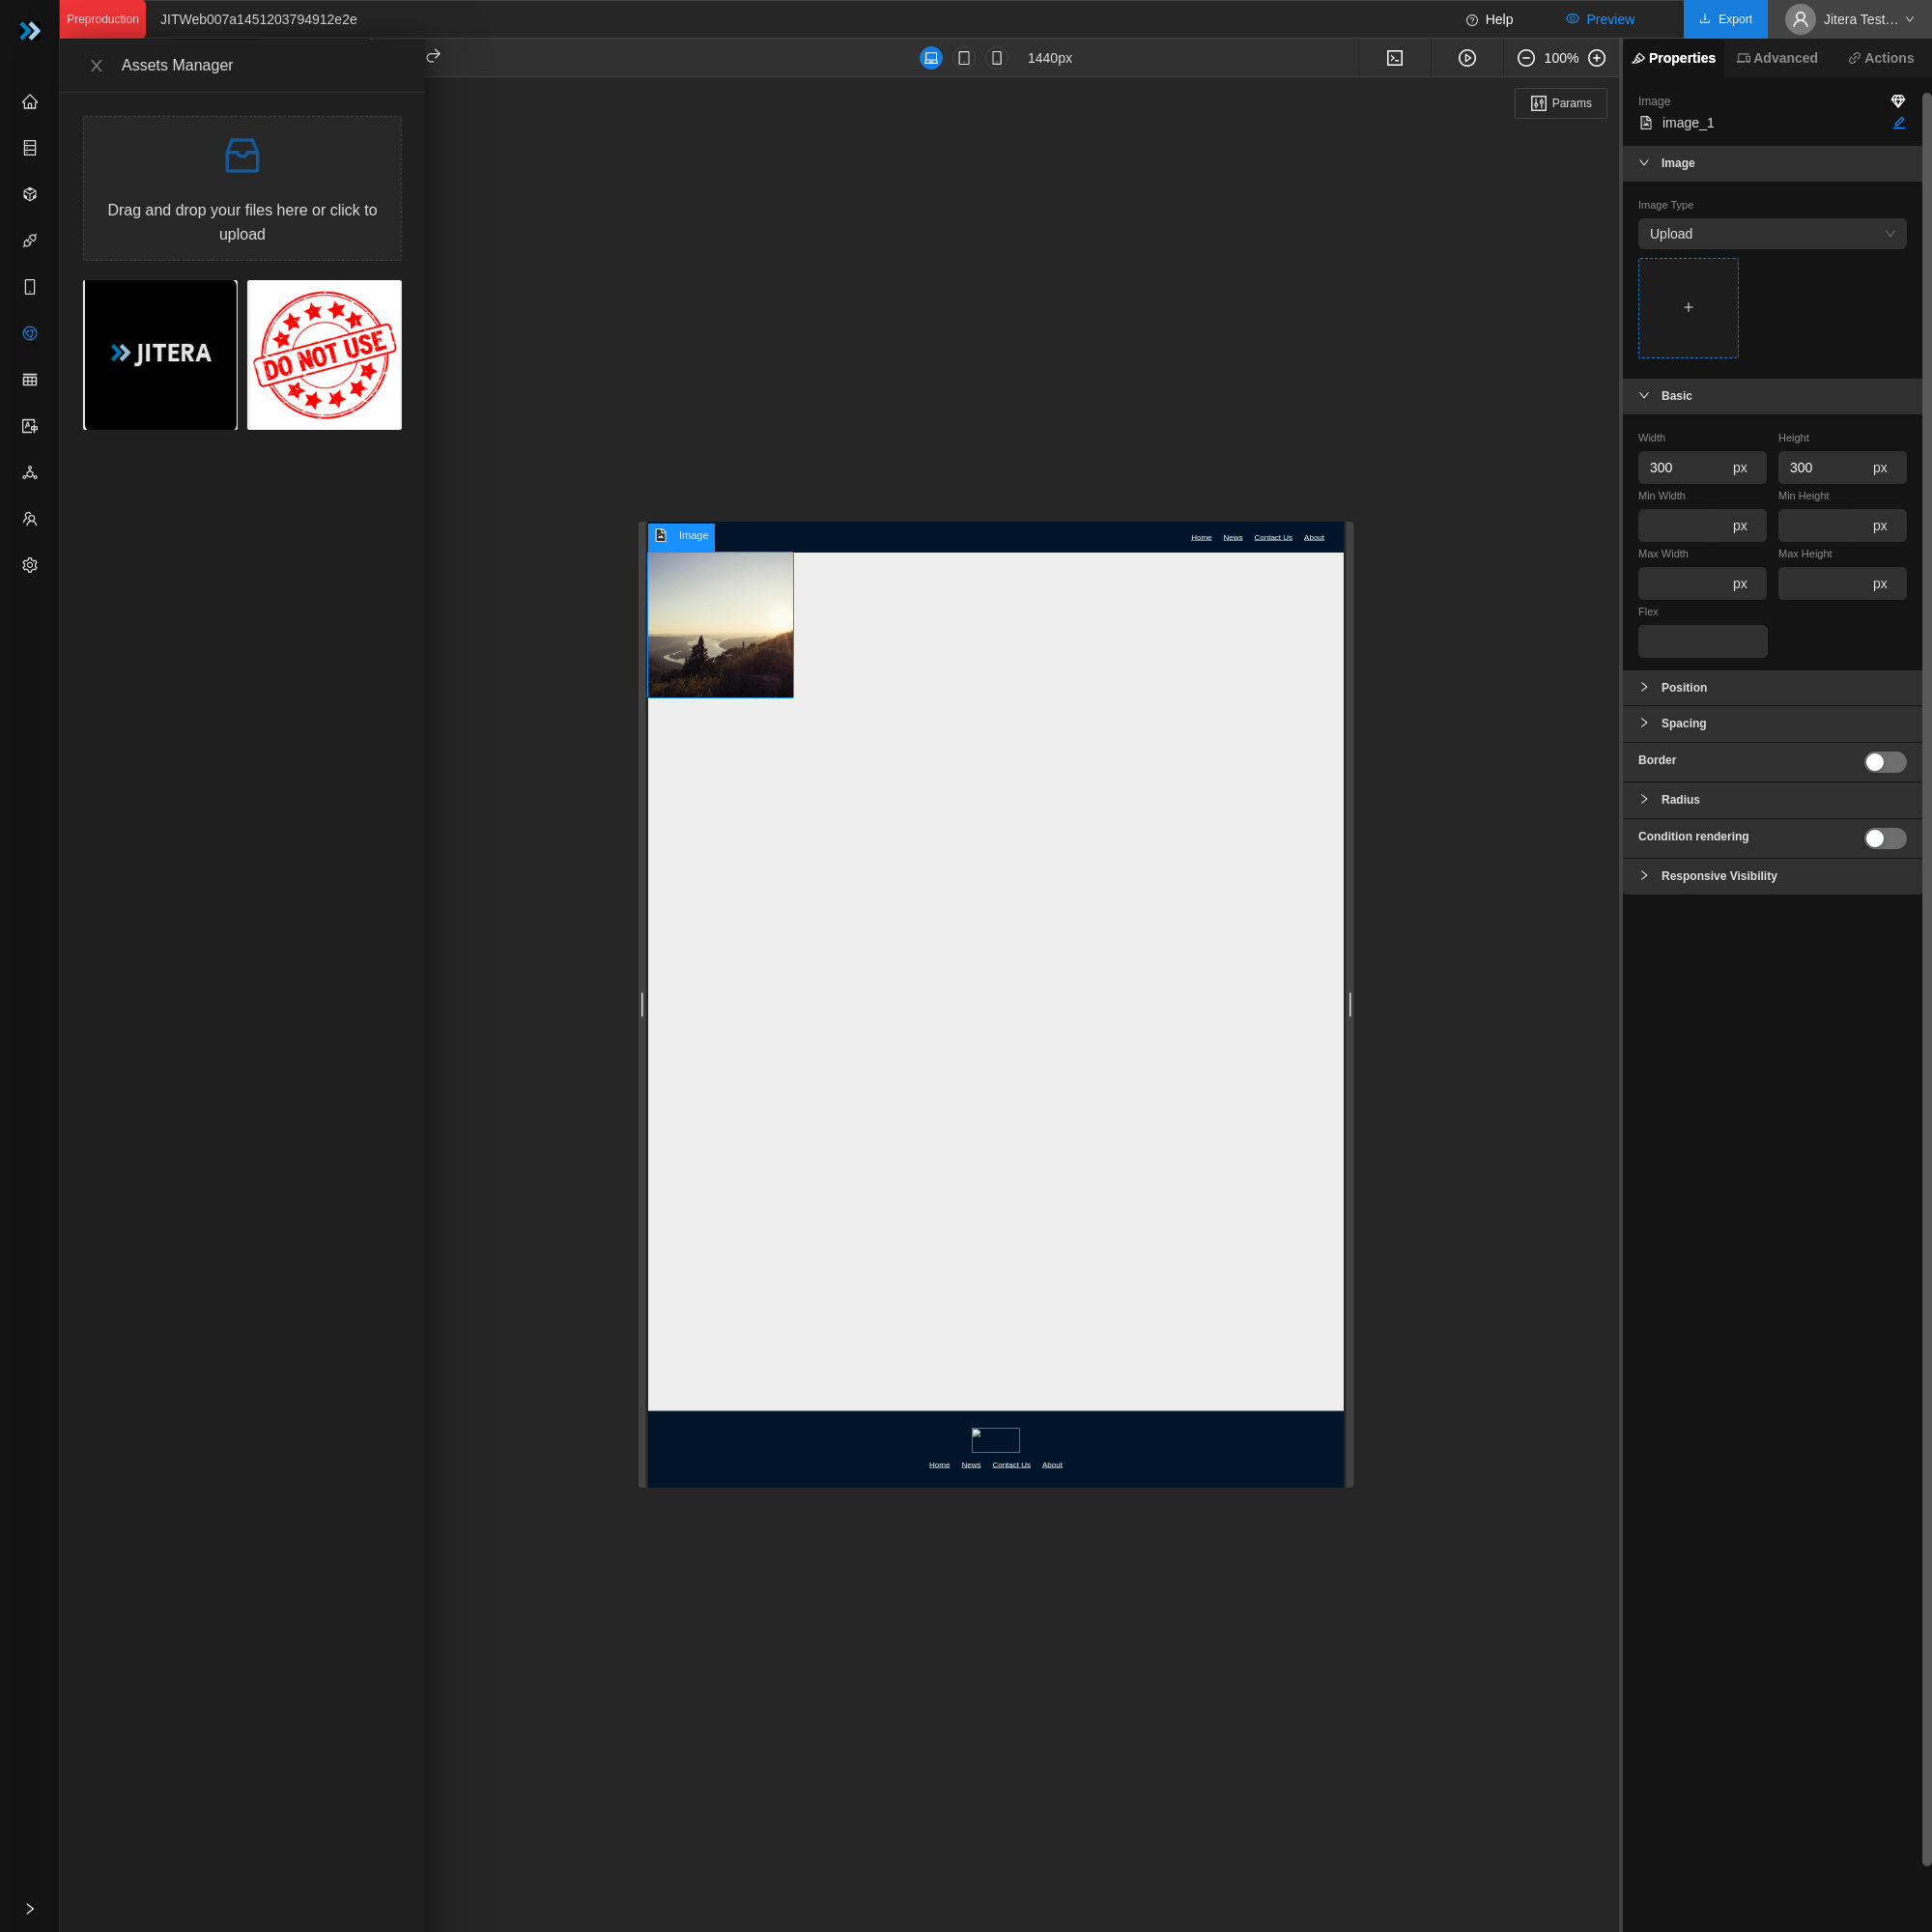 Preproduction
JITWeb007a1451203794912e2e
Help
Preview
Export
Jitera Test...
Assets Manager
1440px
100%
Properties
Advanced
Actions
Params
Drag and drop your files here or click to
upload
JITERA
DO NOT USE
Image
image_1
Image
Image Type
Upload
Basic
Width
Height
300
px
300
px
Min Width
Min Height
px
px
Max Width
Max Height
px
px
Flex
Position
Spacing
Border
Radius
Condition rendering
Responsive Visibility
Image
Home
News
Contact Us
About
Home
News
Contact Us
About